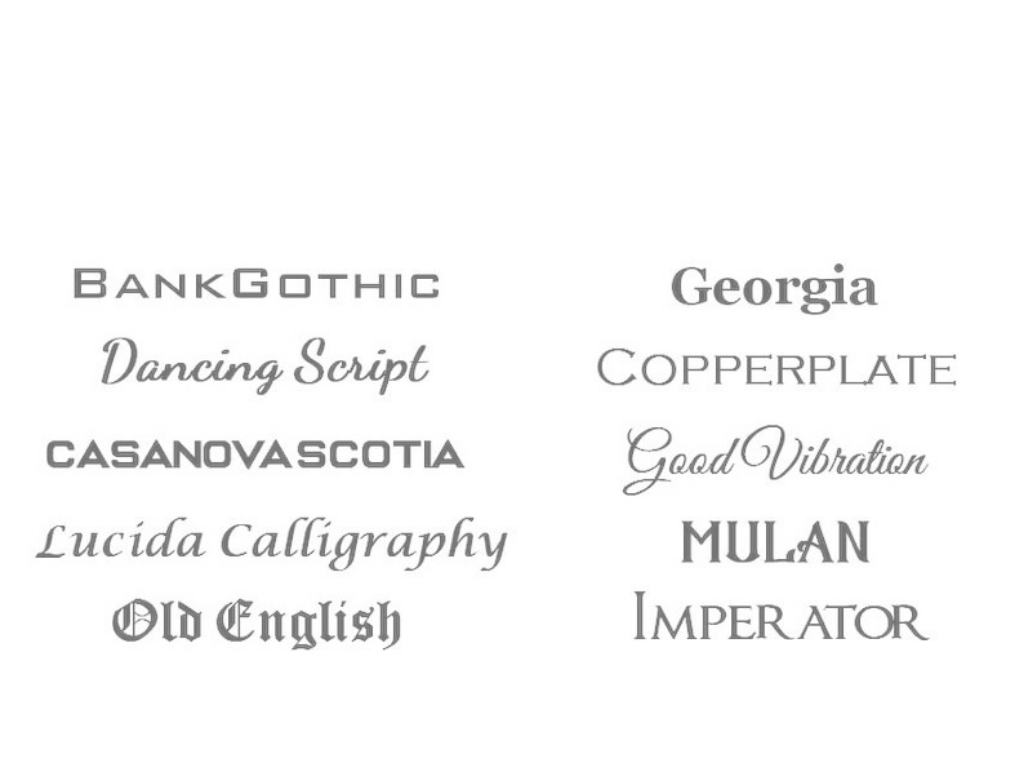 BankGothic
Dancing Script
CASANOVASCOTIA
Lucida Calligraphy
Old English
Georgia
Copperplate
Good Vibration
MULAN
Imperator